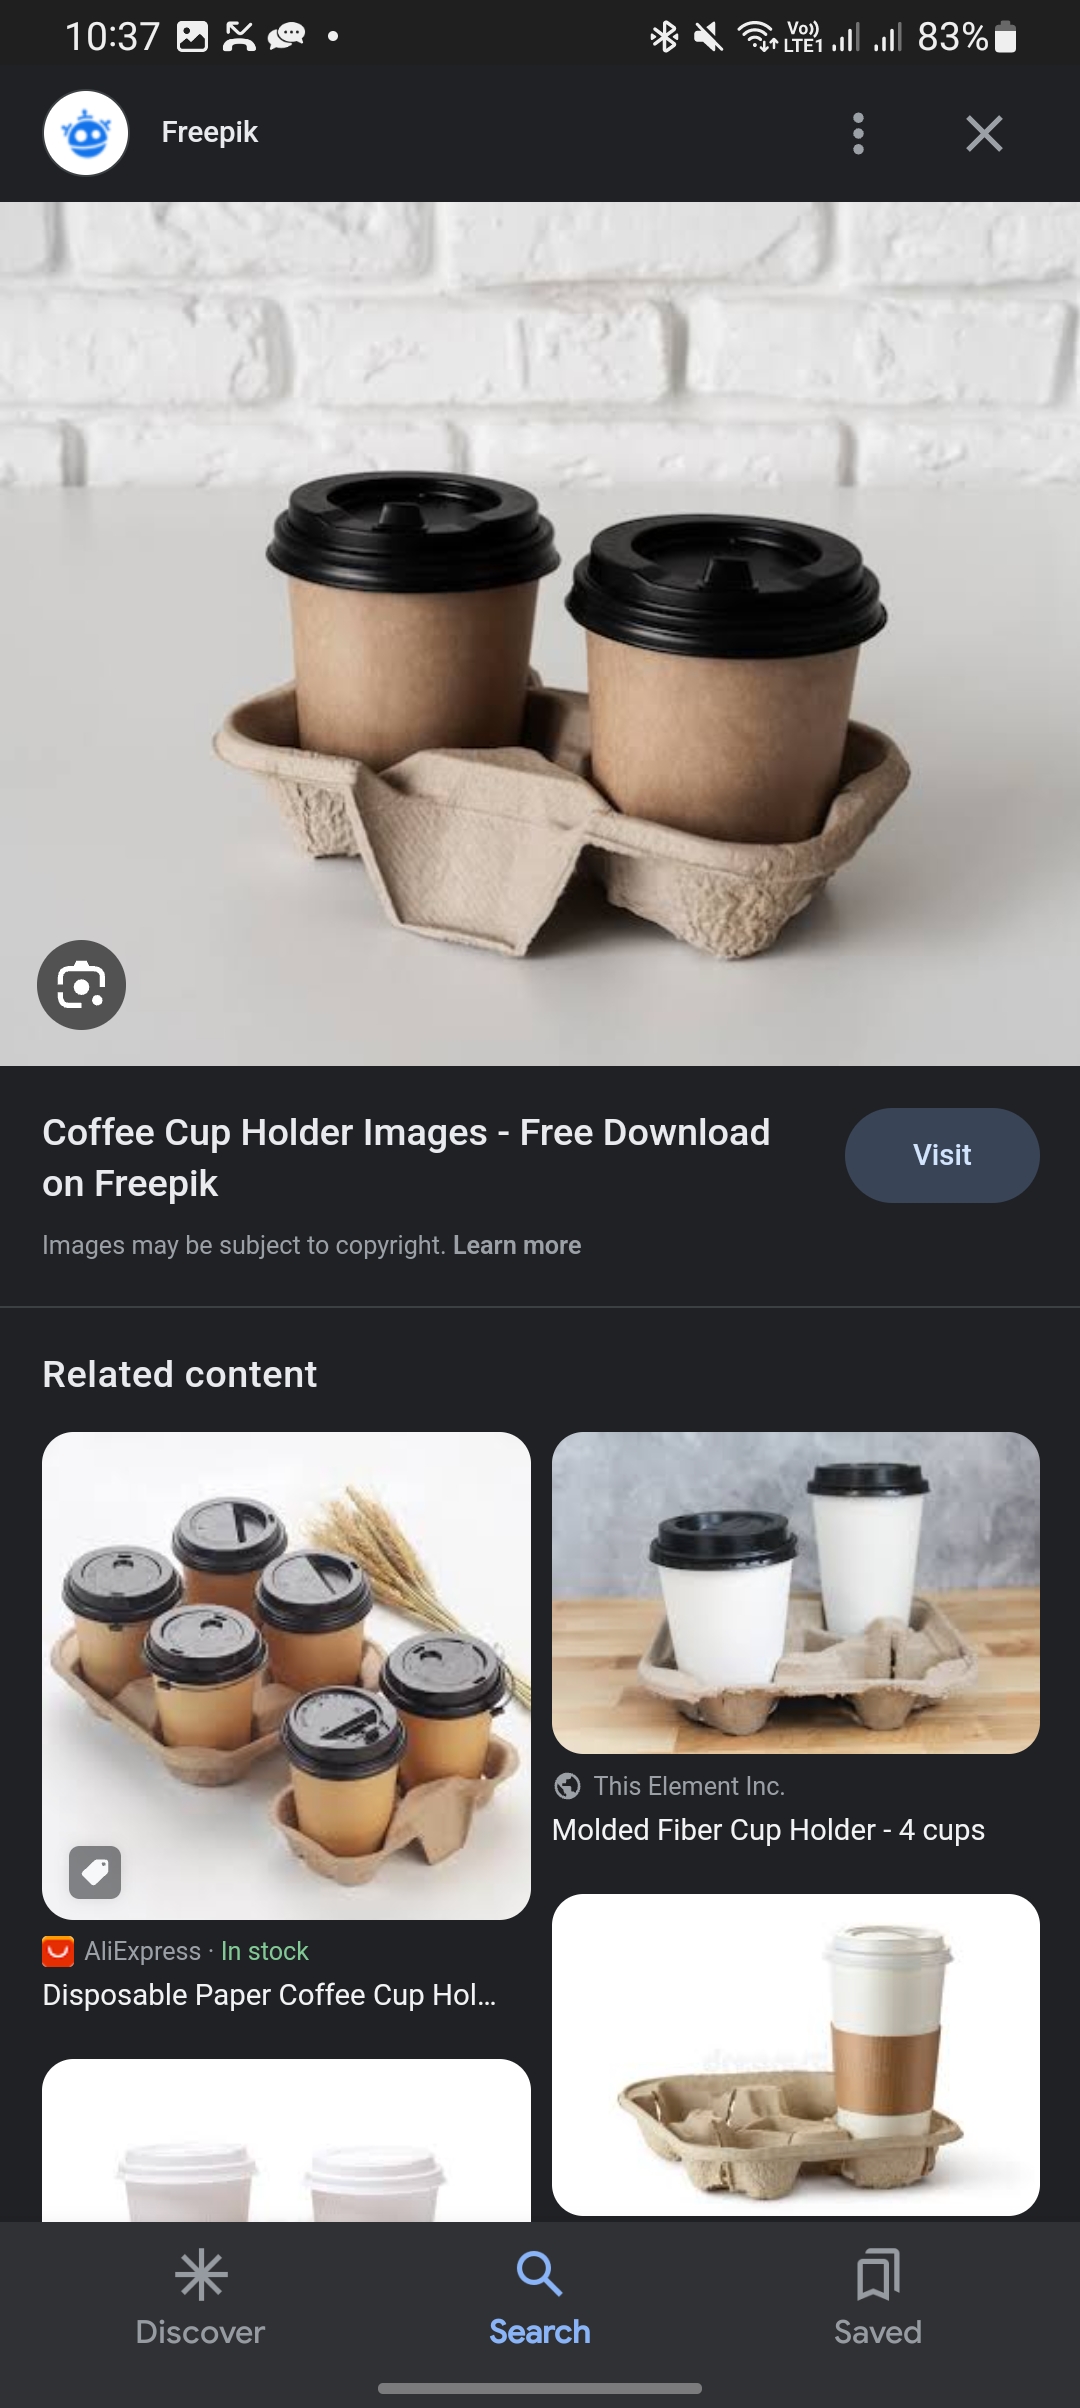 10:37
Vo))
LTE1
83%
Freepik
Coffee Cup Holder Images - Free Download
on Freepik
Visit
Images may be subject to copyright. Learn more
Related content
This Element Inc.
Molded Fiber Cup Holder - 4 cups
AliExpress · In stock
Disposable Paper Coffee Cup Hol...
Discover
Search
Saved